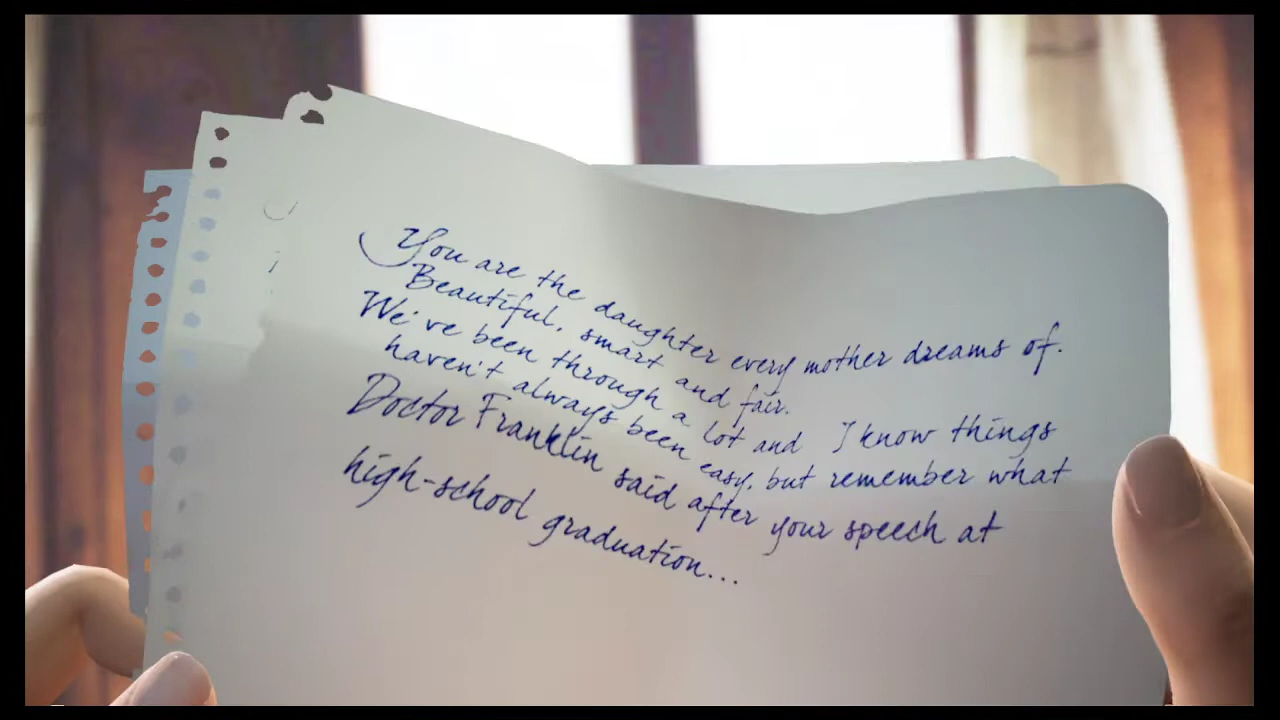 You are the daughter every mother dreams of.
Beautiful, smart and fair.
We've been through a lot and I know things
haven't always been easy, but remember what
Doctor Franklin said after your speech at
high-school graduation...